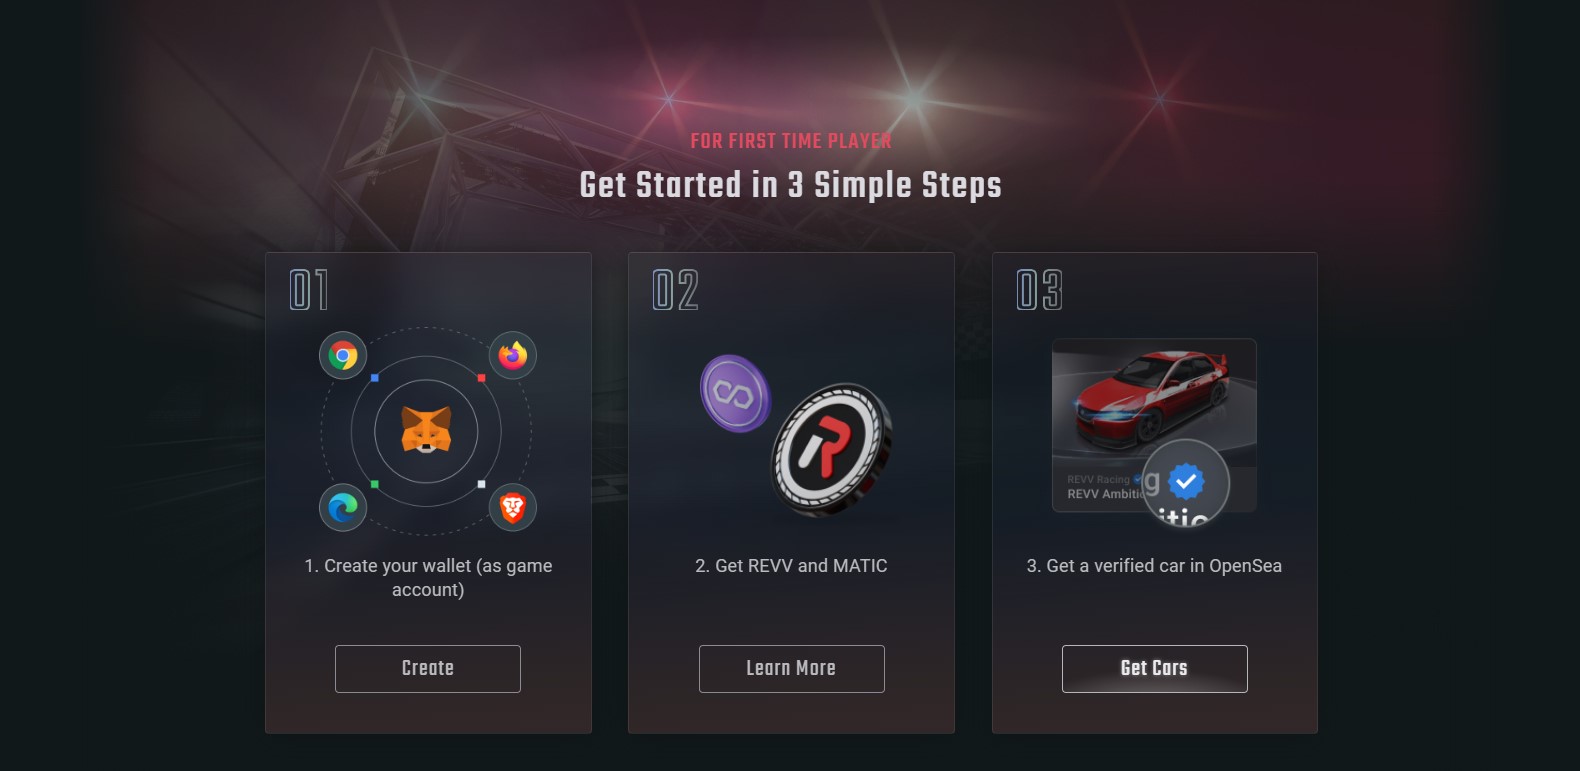 FOR FIRST TIME PLAYER
Get Started in 3 Simple Steps
01
1. Create your wallet (as game
account)
Create
02
2. Get REVV and MATIC
Learn More
03
REVV Racing
REVV Ambitio
g
itio
3. Get a verified car in OpenSea
Get Cars